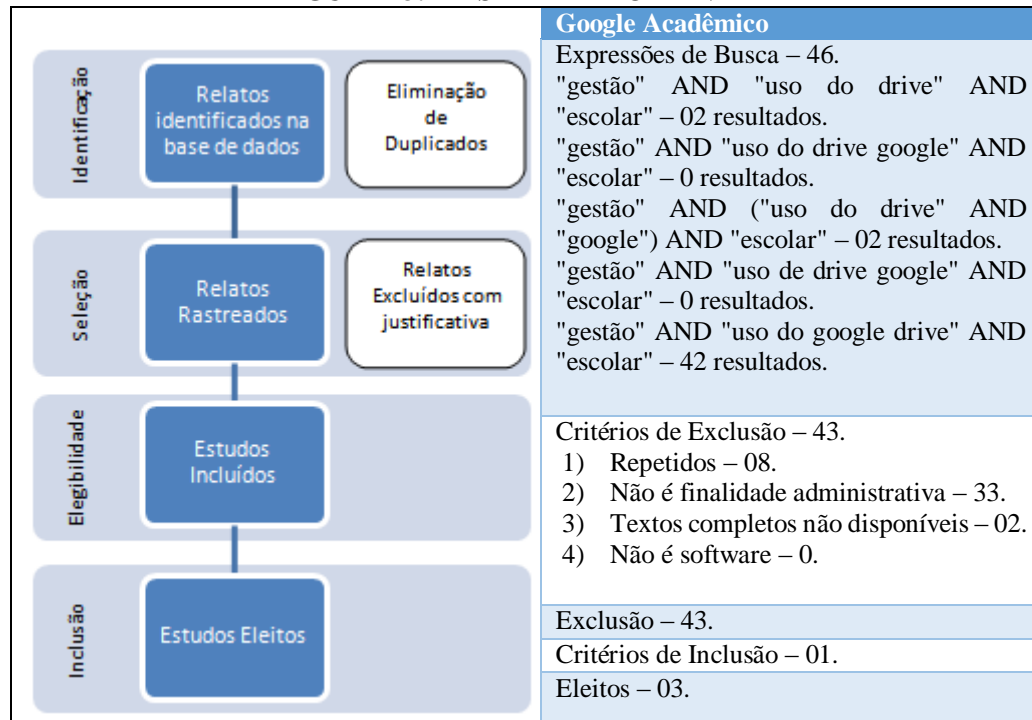 Identificação
Relatos
identificados na
base de dados
Eliminação
de
Duplicados
Seleção
Relatos
Rastreados
Relatos
Excluídos com
justificativa
Elegibilidade
Estudos
Incluídos
Inclusão
Estudos Eleitos
Google Acadêmico
Expressões de Busca – 46.
"gestão" AND "uso do drive" AND
"escolar" – 02 resultados.
"gestão" AND "uso do drive google" AND
"escolar" – 0 resultados.
"gestão" AND ("uso do drive" AND
"google") AND "escolar" – 02 resultados.
"gestão" AND "uso de drive google" AND
"escolar" – 0 resultados.
"gestão" AND "uso do google drive" AND
"escolar" – 42 resultados.
Critérios de Exclusão – 43.
1) Repetidos – 08.
2) Não é finalidade administrativa – 33.
3) Textos completos não disponíveis – 02.
4) Não é software – 0.
Exclusão – 43.
Critérios de Inclusão – 01.
Eleitos – 03.